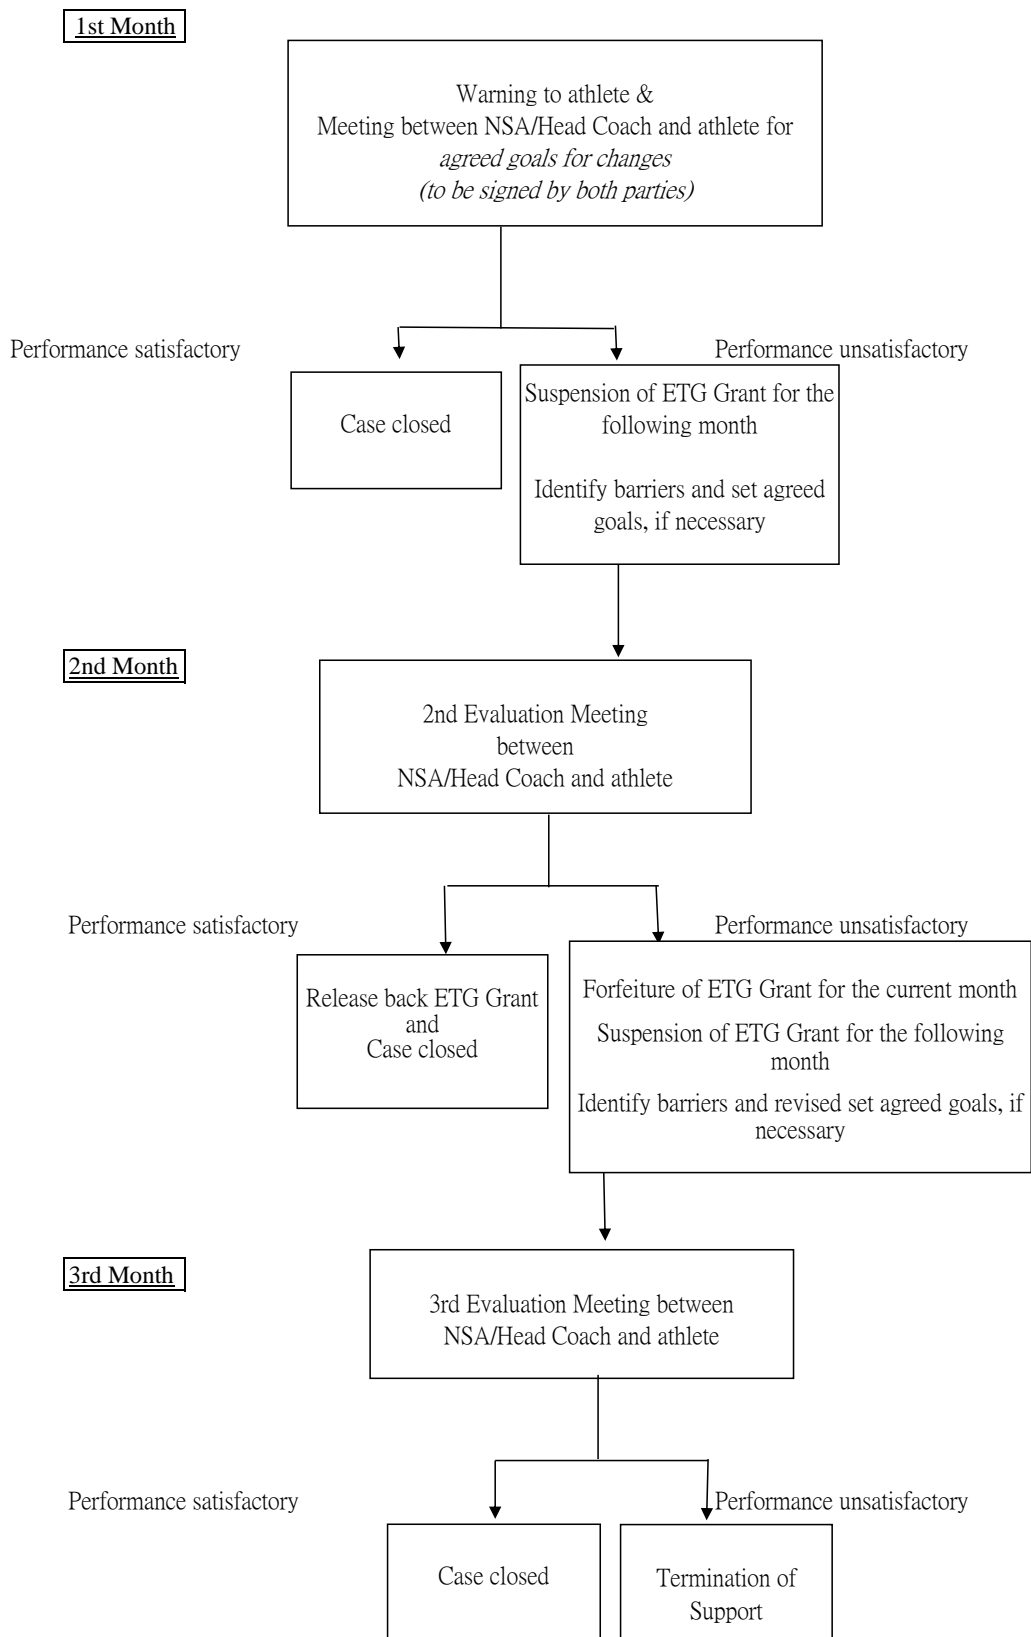 1st Month
Warning to athlete &
Meeting between NSA/Head Coach and athlete for
agreed goals for changes
(to be signed by both parties)
Performance satisfactory
Performance unsatisfactory
Case closed
Suspension of ETG Grant for the
following month
Identify barriers and set agreed
goals, if necessary
2nd Month
2nd Evaluation Meeting
between
NSA/Head Coach and athlete
Performance satisfactory
Performance unsatisfactory
Release back ETG Grant
and
Case closed
Forfeiture of ETG Grant for the current month
Suspension of ETG Grant for the following
month
Identify barriers and revised set agreed goals, if
necessary
3rd Month
3rd Evaluation Meeting between
NSA/Head Coach and athlete
Performance satisfactory
Performance unsatisfactory
Case closed
Termination of
Support